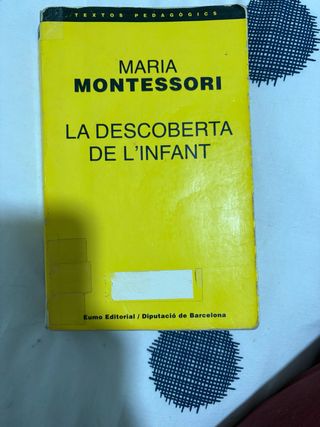 TEXTOS PEDAGÒGICS
MARIA
MONTESSORI
LA DESCOBERTA
DE L'INFANT
Eumo Editorial / Diputació de Barcelona